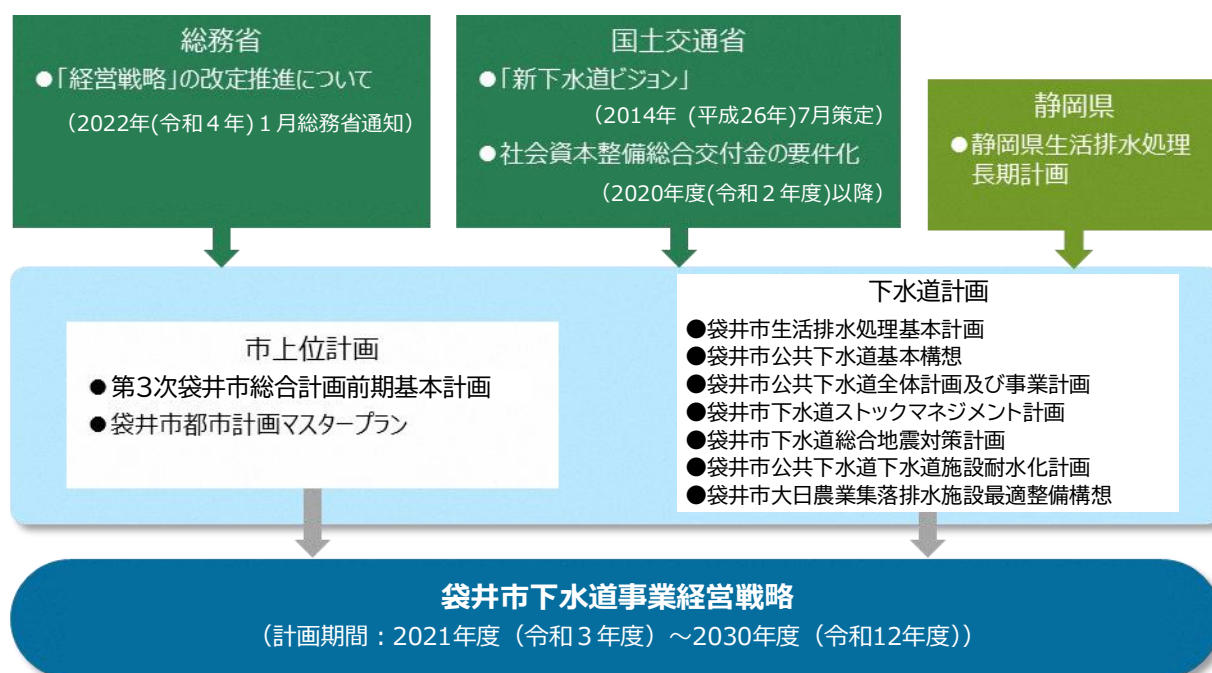 総務省
●「経営戦略」の改定推進について
（2022年(令和４年)１月総務省通知）
国土交通省
●「新下水道ビジョン」
（2014年 (平成26年)7月策定）
●社会資本整備総合交付金の要件化
（2020年度(令和２年度)以降）
静岡県
●静岡県生活排水処理
長期計画
市上位計画
●第３次袋井市総合計画前期基本計画
●袋井市都市計画マスタープラン
下水道計画
●袋井市生活排水処理基本計画
●袋井市公共下水道基本構想
●袋井市公共下水道全体計画及び事業計画
●袋井市下水道ストックマネジメント計画
●袋井市下水道総合地震対策計画
●袋井市公共下水道下水道施設耐水化計画
●袋井市大日農業集落排水施設最適整備構想
袋井市下水道事業経営戦略
（計画期間：2021年度（令和３年度）～2030年度（令和12年度））